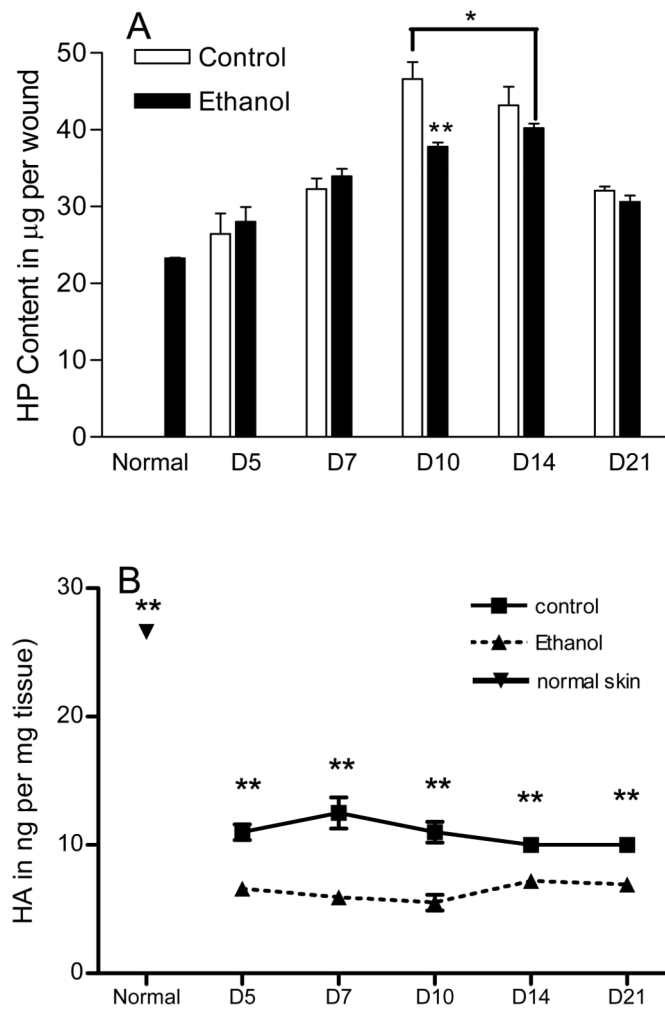 A
*
50
Control
Ethanol
40
**
30
20
10
0
HP Content in μg per wound
Normal D5 D7 D10 D14 D21
B
30
**
control
Ethanol
normal skin
20
** ** ** ** **
10
0
HA in ng per mg tissue)
Normal D5 D7 D10 D14 D21